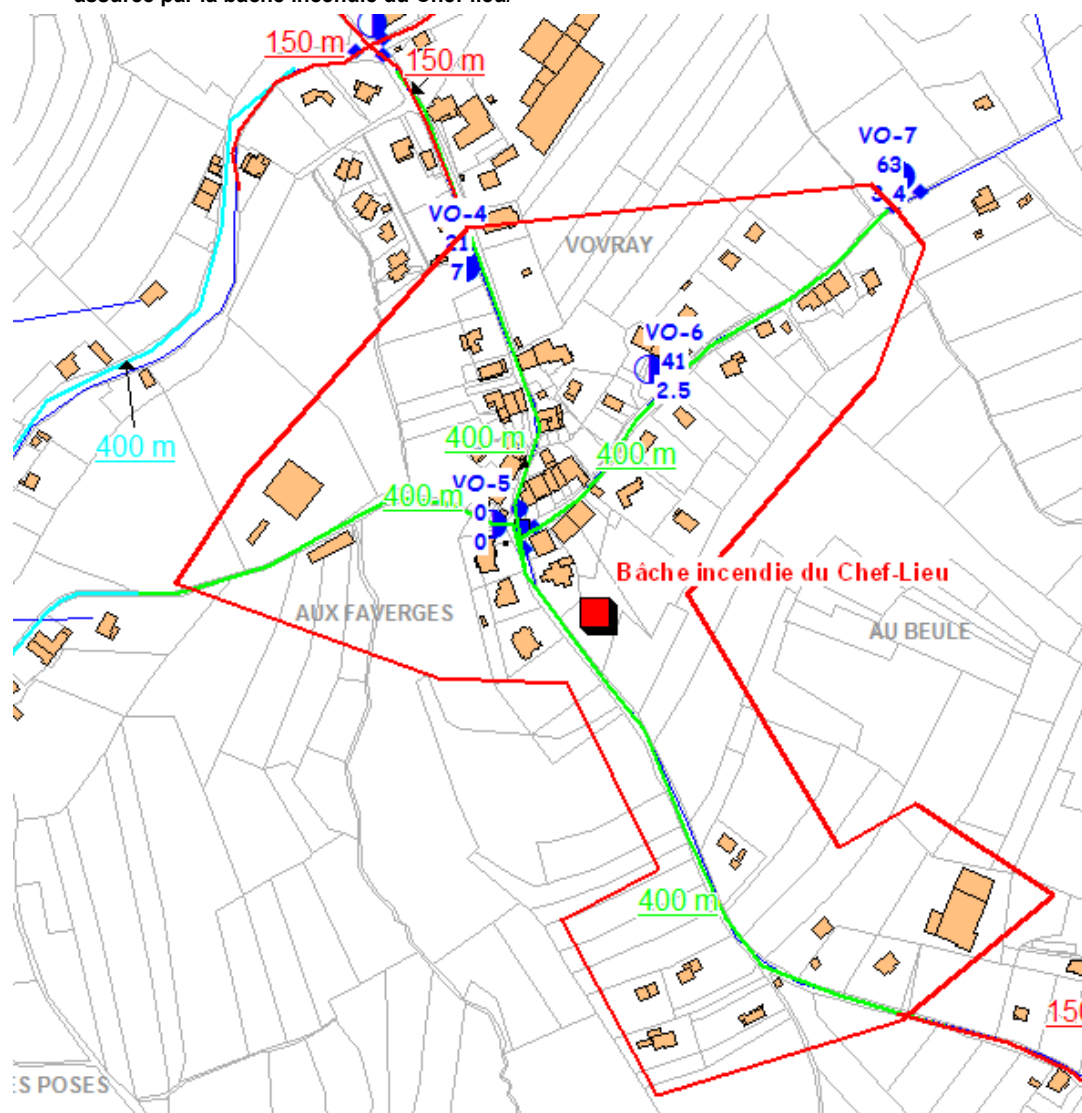 assurée par la bâche incendie du Chef-Lieu/
150 m
150 m
VO-7
63
3.4
VO-4
21
7
VOVRAY
VO-6
41
2.5
400 m
400 m
400 m
400 m
VO-5
0
0
Bâche incendie du Chef-Lieu
AUX FAVERGES
AU BEULE
400 m
150
ES POSES